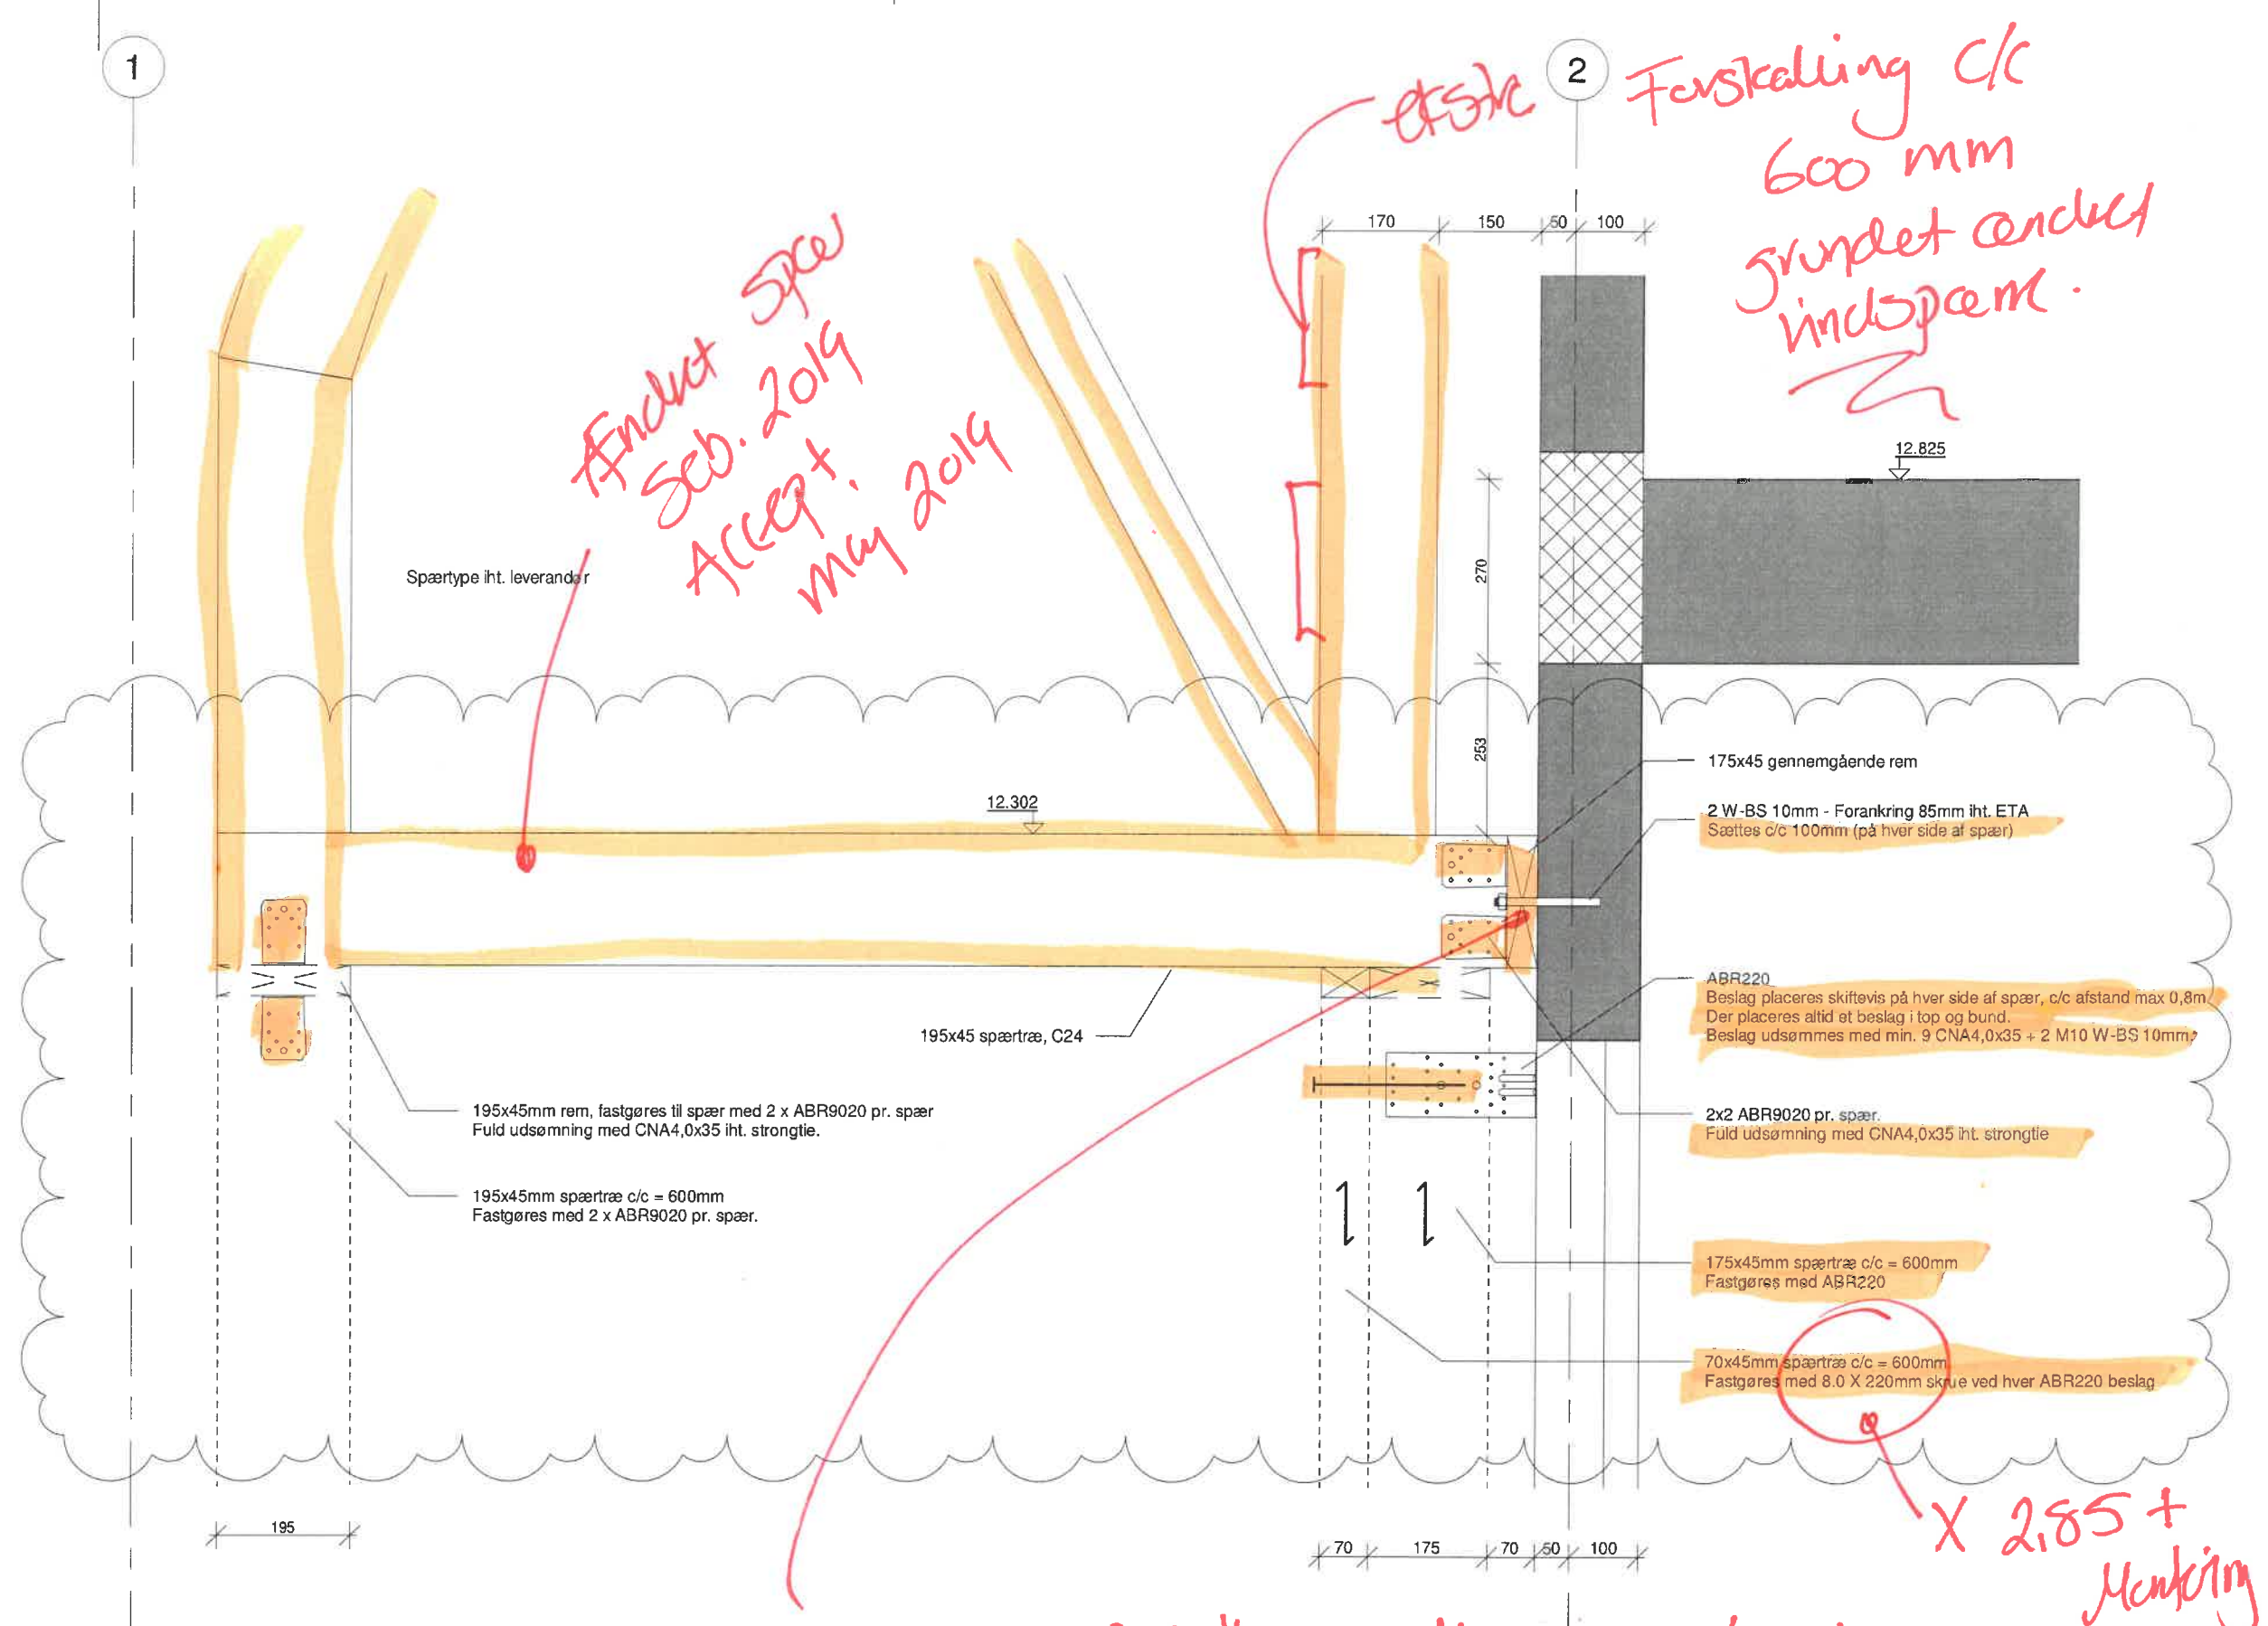 1
2
ekstr
Forskalling c/c
600 mm
grundet ændret
vindspærre.
170
150
50
100
Ændret spær
Seb. 2019
Accept.
May 2019
12.825
270
Spærtype iht. leverandør
253
175x45 gennemgående rem
12.302
2 W-BS 10mm - Forankring 85mm iht. ETA
Sættes c/c 100mm (på hver side af spær)
ABR220
Beslag placeres skiftevis på hver side af spær, c/c afstand max 0,8m
Der placeres altid et beslag i top og bund.
Beslag udsømmes med min. 9 CNA4,0x35 + 2 M10 W-BS 10mm.
195x45 spærtræ, C24
195x45mm rem, fastgøres til spær med 2 x ABR9020 pr. spær
Fuld udsømning med CNA4,0x35 iht. strongtie.
2x2 ABR9020 pr. spær.
Fuld udsømning med CNA4,0x35 iht. strongtie
195x45mm spærtræ c/c = 600mm
Fastgøres med 2 x ABR9020 pr. spær.
175x45mm spærtræ c/c = 600mm
Fastgøres med ABR220
70x45mm spærtræ c/c = 600mm
Fastgøres med 8.0 X 220mm skrue ved hver ABR220 beslag
195
70
175
70
50
100
X 2,85 +